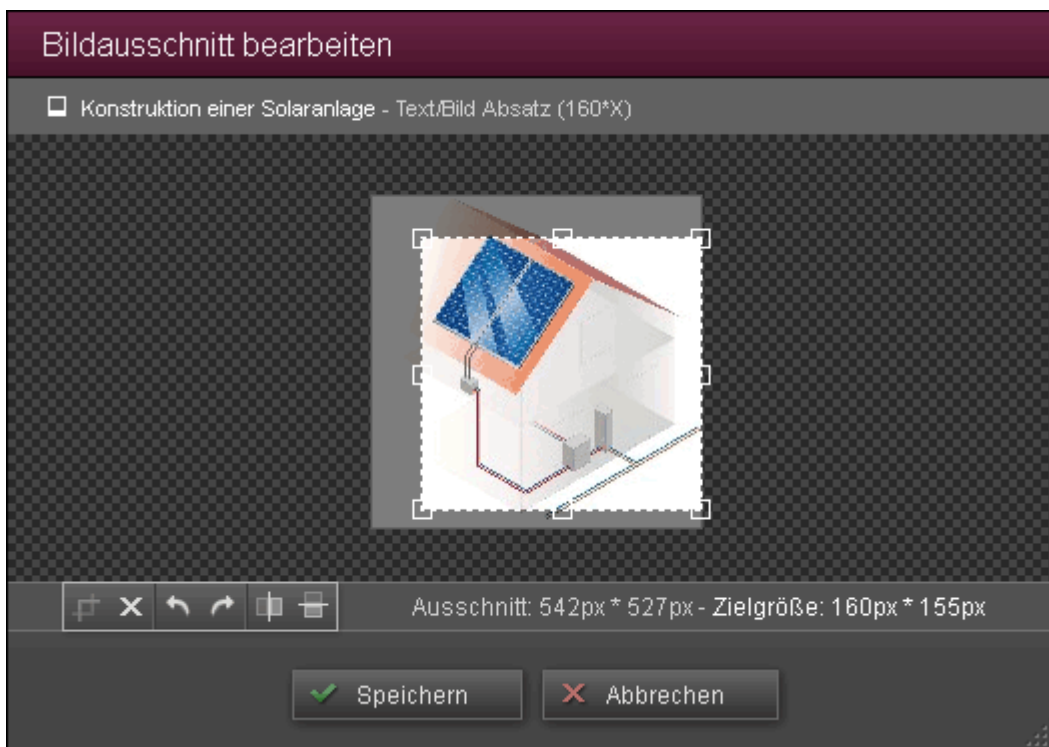 Bildausschnitt bearbeiten
Konstruktion einer Solaranlage - Text/Bild Absatz (160*X)
Ausschnitt: 542px * 527px - Zielgröße: 160px * 155px
Speichern
Abbrechen